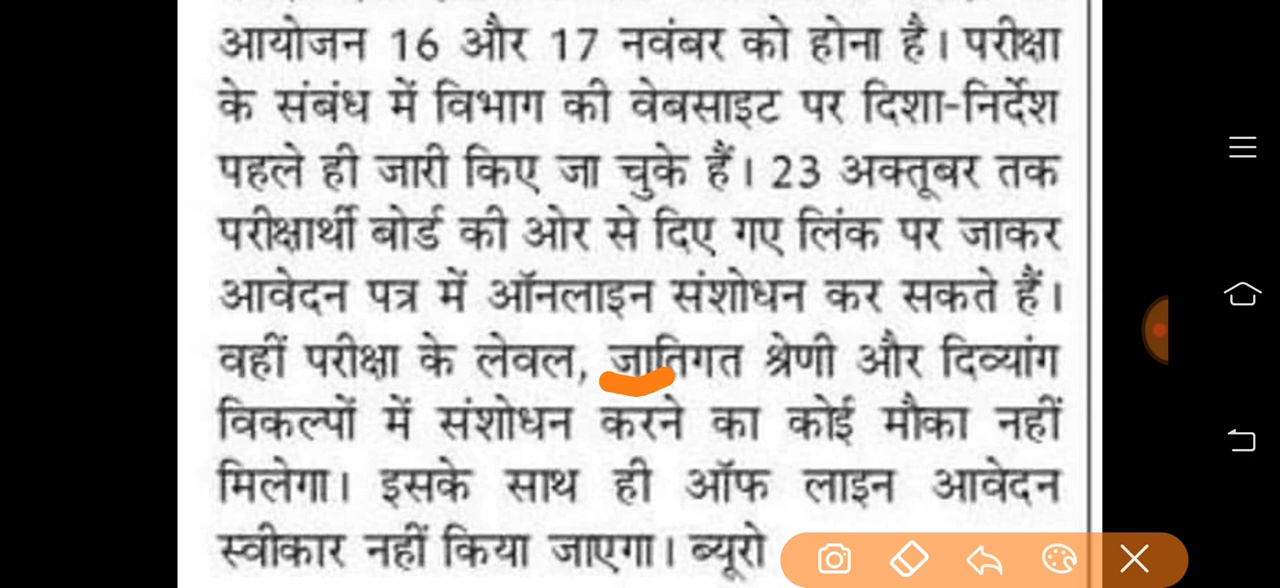 आयोजन 16 और 17 नवंबर को होना है। परीक्षा
के संबंध में विभाग की वेबसाइट पर दिशा-निर्देश
पहले ही जारी किए जा चुके हैं। 23 अक्तूबर तक
परीक्षार्थी बोर्ड की ओर से दिए गए लिंक पर जाकर
आवेदन पत्र में ऑनलाइन संशोधन कर सकते हैं।
वहीं परीक्षा के लेवल, जातिगत श्रेणी और दिव्यांग
विकल्पों में संशोधन करने का कोई मौका नहीं
मिलेगा। इसके साथ ही ऑफ लाइन आवेदन
स्वीकार नहीं किया जाएगा। ब्यूरो